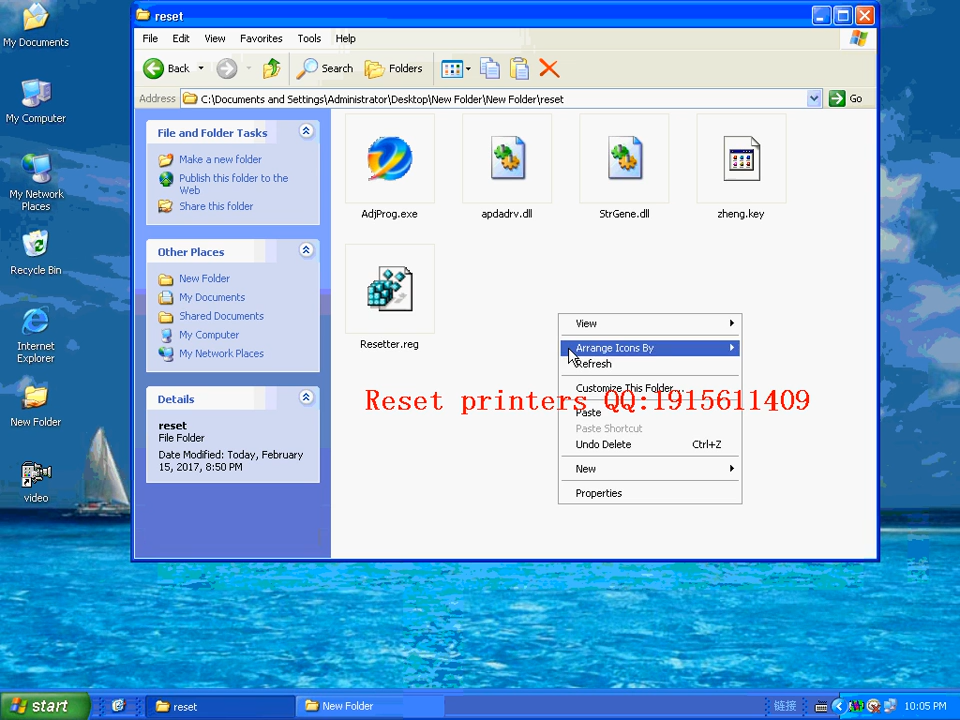 My Documents
My Computer
My Network
Places
Recycle Bin
Internet
Explorer
New Folder
video
reset
File Edit View Favorites Tools Help
Back Search Folders
Address C:\Documents and Settings\Administrator\Desktop\New Folder\New Folder\reset Go
File and Folder Tasks
Make a new folder
Publish this folder to the
Web
Share this folder
Other Places
New Folder
My Documents
Shared Documents
My Computer
My Network Places
Details
reset
File Folder
Date Modified: Today, February
15, 2017, 8:50 PM
AdjProg.exe
apdadrv.dll
StrGene.dll
zheng.key
Resetter.reg
View
Arrange Icons By
Refresh
Customize This Folder...
Reset printers QQ:1915611409
Paste
Paste Shortcut
Undo Delete Ctrl+Z
New
Properties
start reset New Folder 链接 10:05 PM